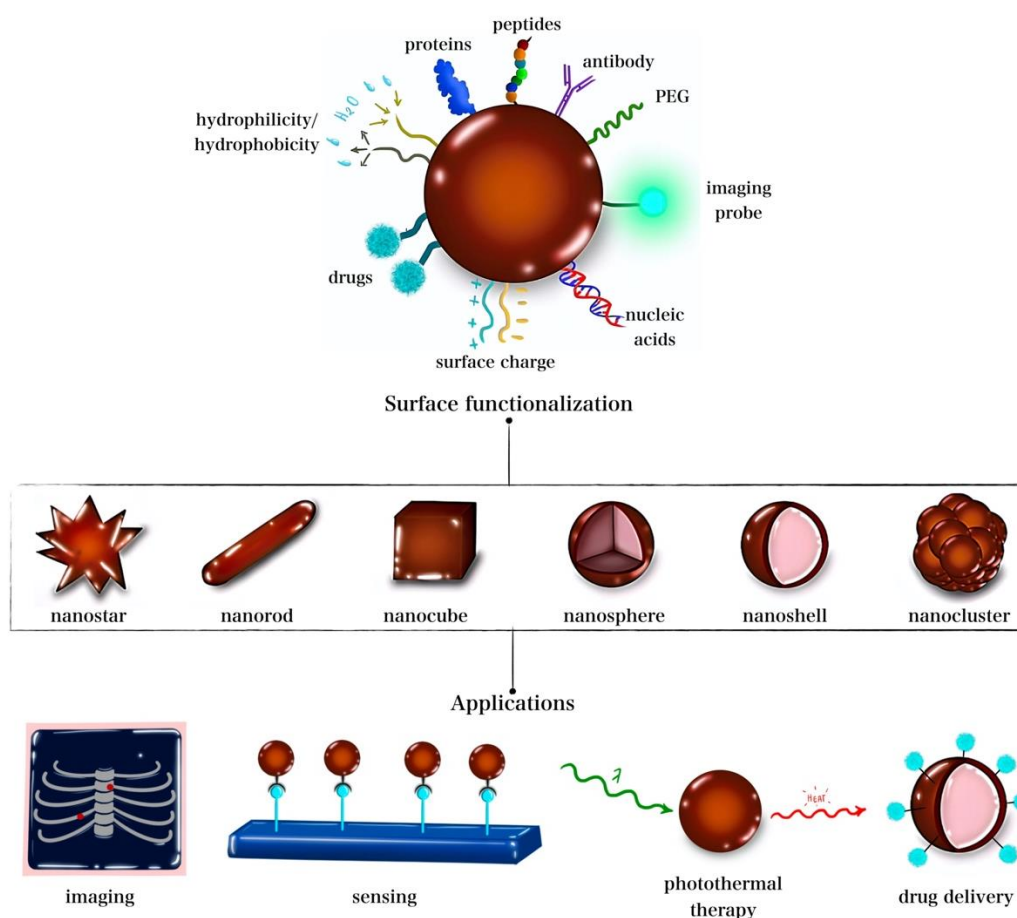 peptides
proteins
antibody
PEG
H₂O
hydrophilicity/
hydrophobicity
imaging
probe
drugs
nucleic
acids
+ + + +
− − − −
surface charge
Surface functionalization
nanostar
nanorod
nanocube
nanosphere
nanoshell
nanocluster
Applications
λ
HEAT
imaging
sensing
photothermal
therapy
drug delivery